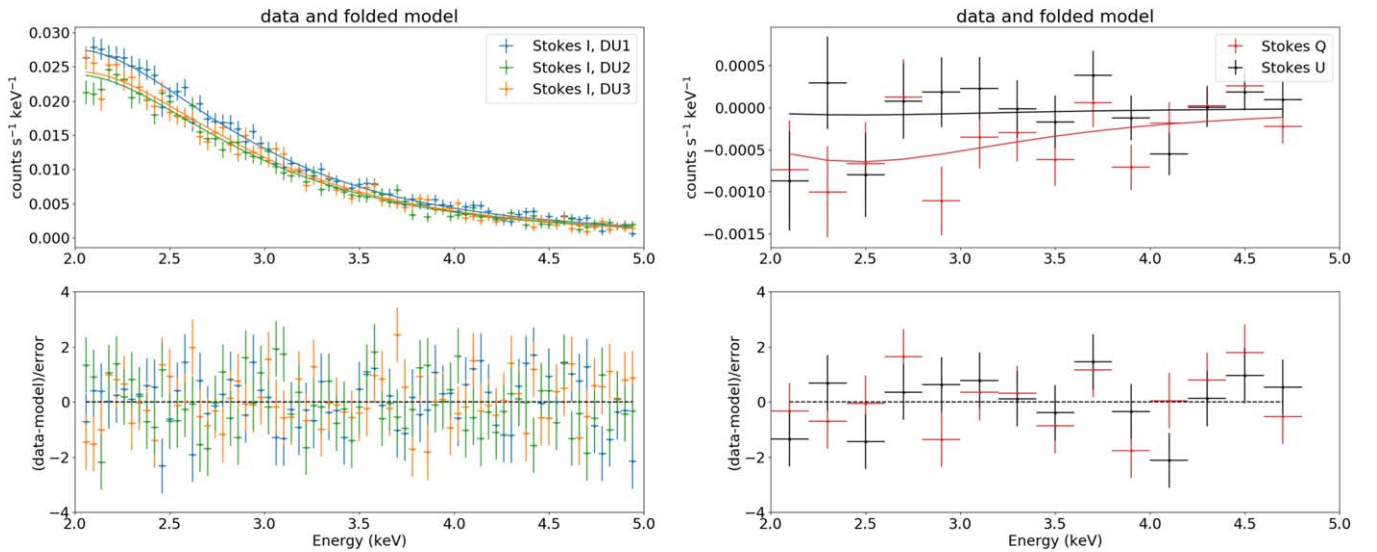 data and folded model
counts s⁻¹ keV⁻¹
0.030
0.025
0.020
0.015
0.010
0.005
0.000
Stokes I, DU1
Stokes I, DU2
Stokes I, DU3
2.0 2.5 3.0 3.5 4.0 4.5 5.0
(data-model)/error
4
2
0
−2
−4
2.0 2.5 3.0 3.5 4.0 4.5 5.0
Energy (keV)
data and folded model
counts s⁻¹ keV⁻¹
0.0005
0.0000
−0.0005
−0.0010
−0.0015
Stokes Q
Stokes U
2.0 2.5 3.0 3.5 4.0 4.5 5.0
(data-model)/error
4
2
0
−2
−4
2.0 2.5 3.0 3.5 4.0 4.5 5.0
Energy (keV)